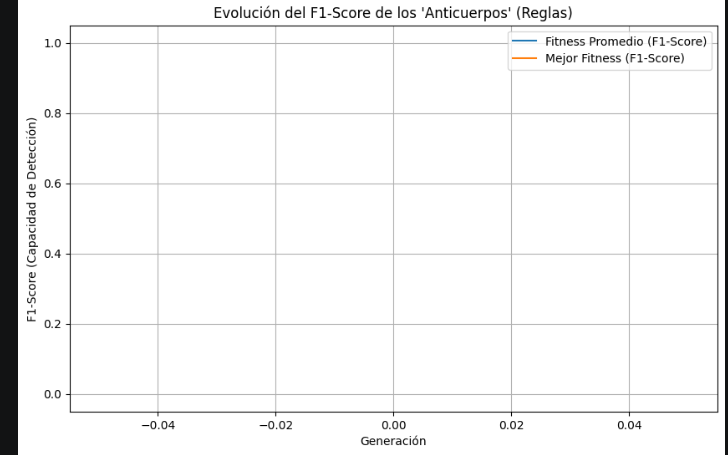 Evolución del F1-Score de los 'Anticuerpos' (Reglas)
Fitness Promedio (F1-Score)
Mejor Fitness (F1-Score)
F1-Score (Capacidad de Detección)
1.0
0.8
0.6
0.4
0.2
0.0
−0.04
−0.02
0.00
0.02
0.04
Generación